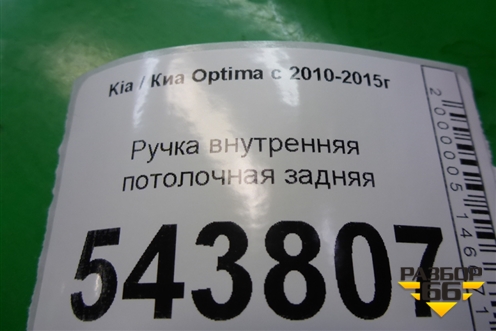 Kia / Киа Optima с 2010-2015г
Ручка внутренняя
потолочная задняя
543807
РАЗБОР
66